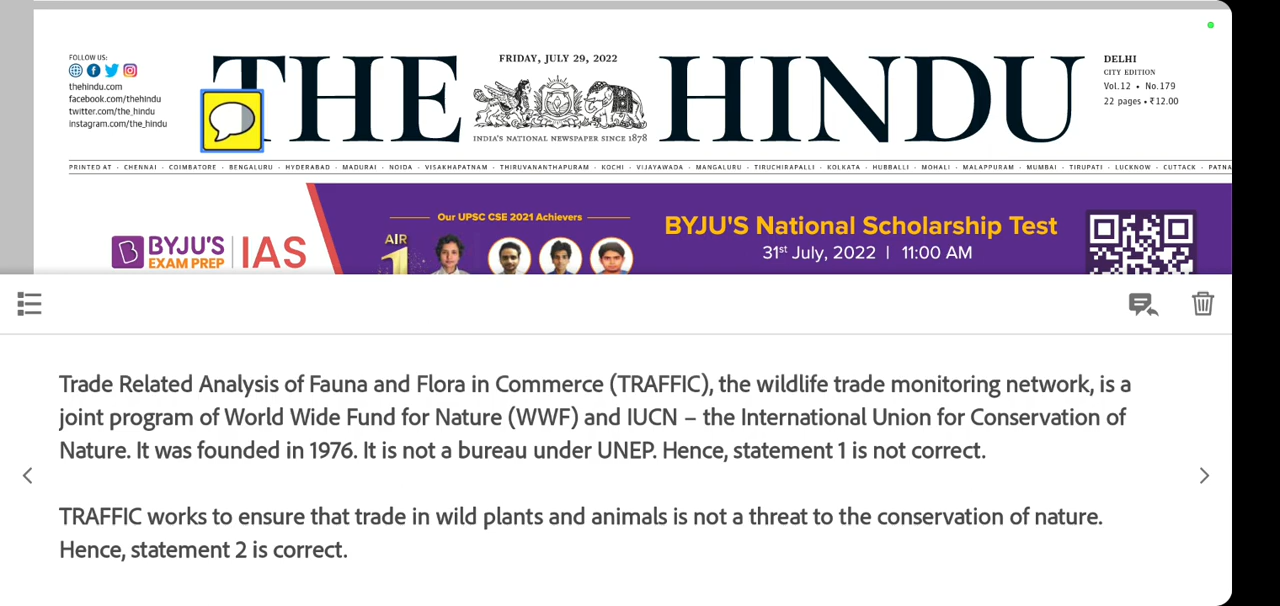 FOLLOW US:
thehindu.com
facebook.com/thehindu
twitter.com/the_hindu
instagram.com/the_hindu
THE HINDU
FRIDAY, JULY 29, 2022
INDIA'S NATIONAL NEWSPAPER SINCE 1878
DELHI
CITY EDITION
Vol.12 • No.179
22 pages • ₹12.00
PRINTED AT • CHENNAI • COIMBATORE • BENGALURU • HYDERABAD • MADURAI • NOIDA • VISAKHAPATNAM • THIRUVANANTHAPURAM • KOCHI • VIJAYAWADA • MANGALURU • TIRUCHIRAPALLI • KOLKATA • HUBBALLI • MOHALI • MALAPPURAM • MUMBAI • TIRUPATI • LUCKNOW • CUTTACK • PATNA
BYJU'S
EXAM PREP
IAS
Our UPSC CSE 2021 Achievers
AIR
1
BYJU'S National Scholarship Test
31st July, 2022 | 11:00 AM
Trade Related Analysis of Fauna and Flora in Commerce (TRAFFIC), the wildlife trade monitoring network, is a
joint program of World Wide Fund for Nature (WWF) and IUCN – the International Union for Conservation of
Nature. It was founded in 1976. It is not a bureau under UNEP. Hence, statement 1 is not correct.
TRAFFIC works to ensure that trade in wild plants and animals is not a threat to the conservation of nature.
Hence, statement 2 is correct.